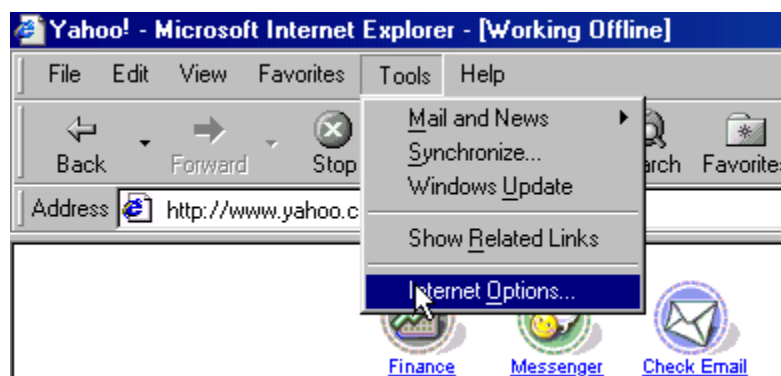 Yahoo! - Microsoft Internet Explorer - [Working Offline]
File Edit View Favorites Tools Help
Mail and News
Synchronize...
Windows Update
Show Related Links
Internet Options...
Back Forward Stop
Address http://www.yahoo.c
Finance Messenger Check Email